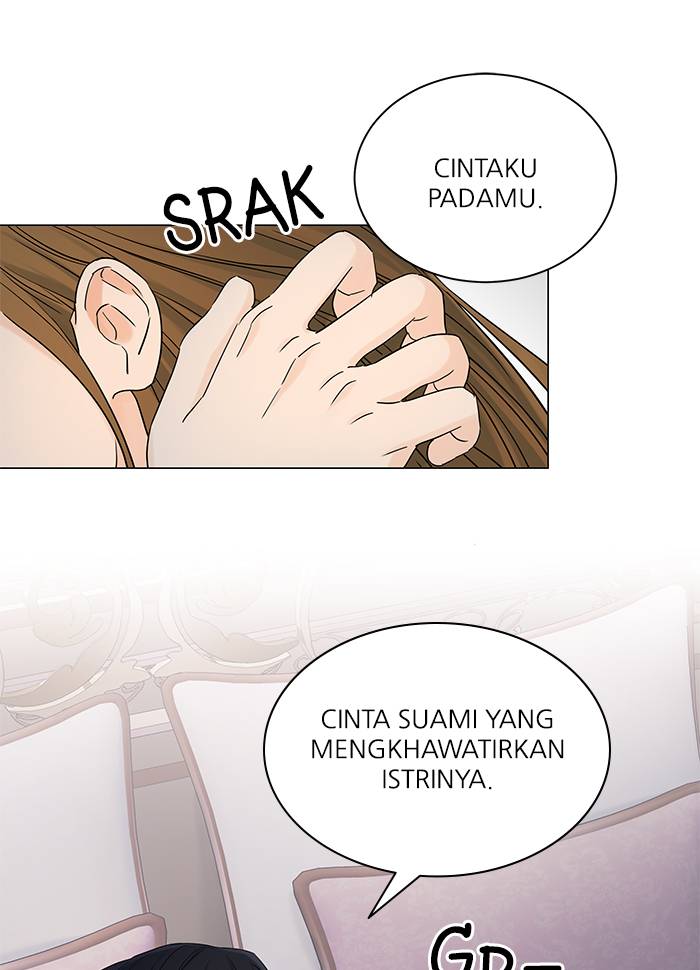 CINTAKU
PADAMU.
SRAK
CINTA SUAMI YANG
MENGKHAWATIRKAN
ISTRINYA.